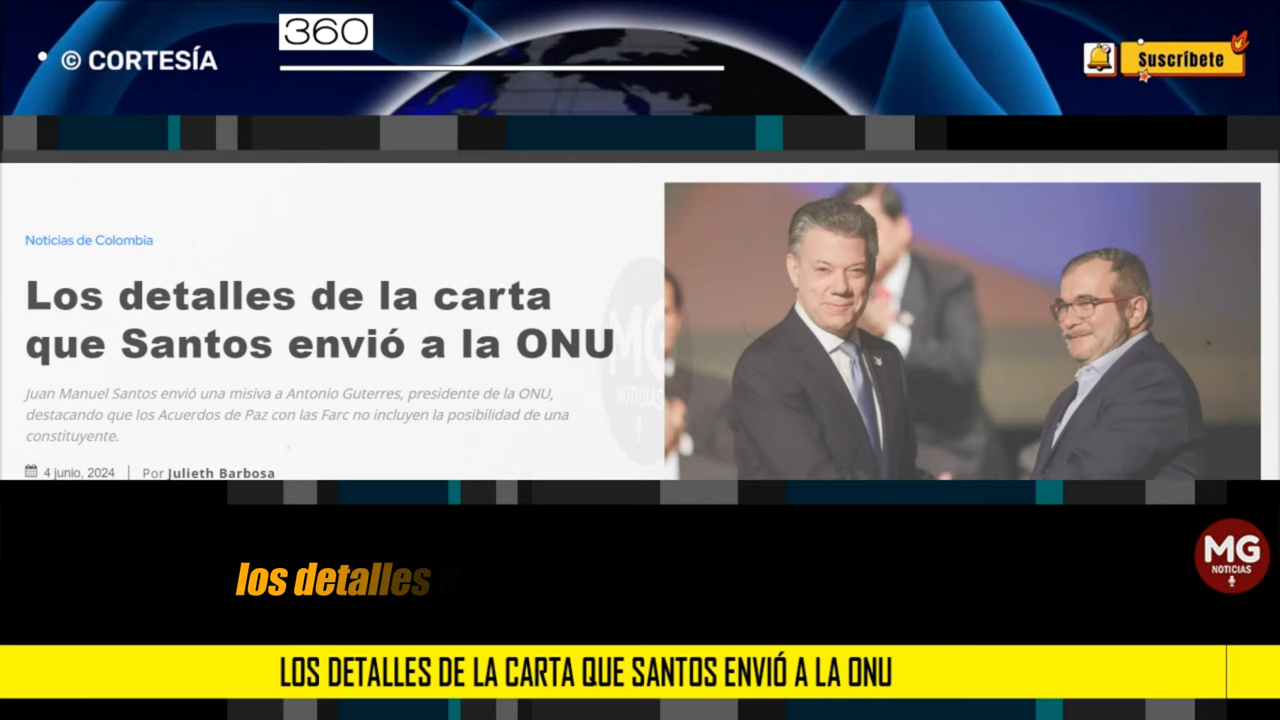 360
© CORTESÍA
Suscríbete
Noticias de Colombia
Los detalles de la carta
que Santos envió a la ONU
Juan Manuel Santos envió una misiva a Antonio Guterres, presidente de la ONU,
destacando que los Acuerdos de Paz con las Farc no incluyen la posibilidad de una
constituyente.
4 junio, 2024 | Por Julieth Barbosa
MG
NOTICIAS
los detalles
MG
NOTICIAS
LOS DETALLES DE LA CARTA QUE SANTOS ENVIÓ A LA ONU